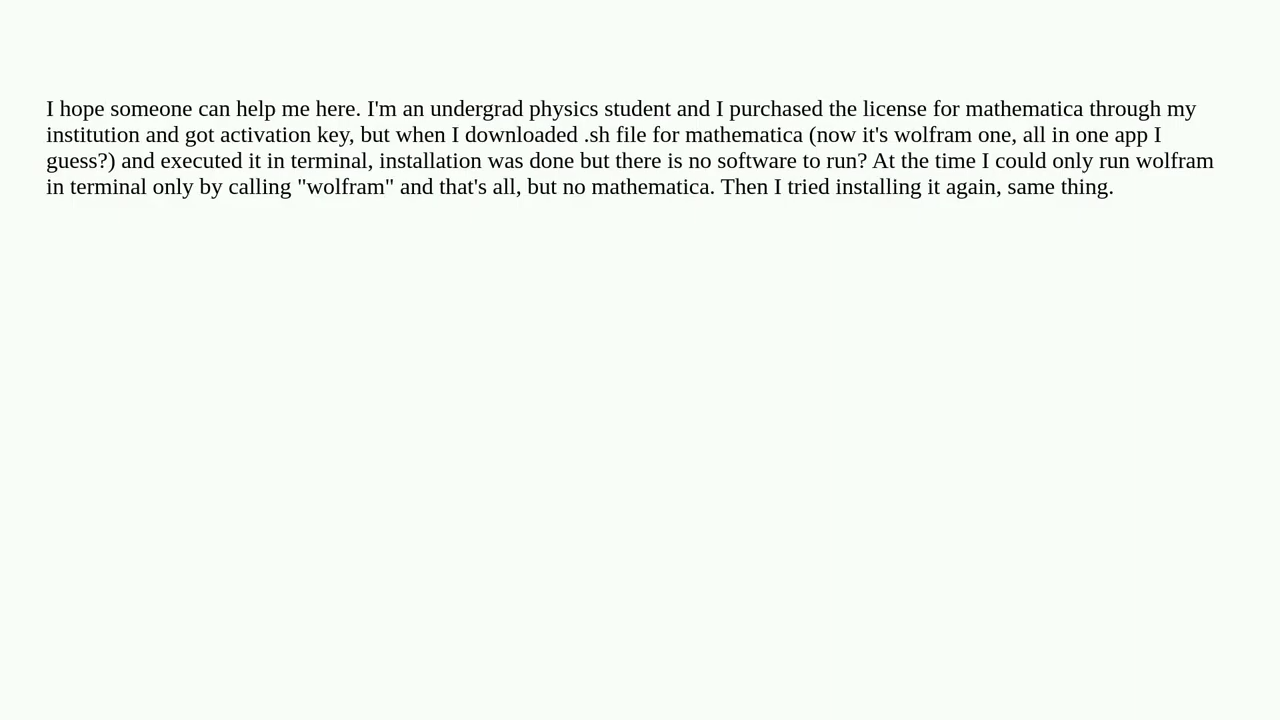 I hope someone can help me here. I'm an undergrad physics student and I purchased the license for mathematica through my
institution and got activation key, but when I downloaded .sh file for mathematica (now it's wolfram one, all in one app I
guess?) and executed it in terminal, installation was done but there is no software to run? At the time I could only run wolfram
in terminal only by calling "wolfram" and that's all, but no mathematica. Then I tried installing it again, same thing.